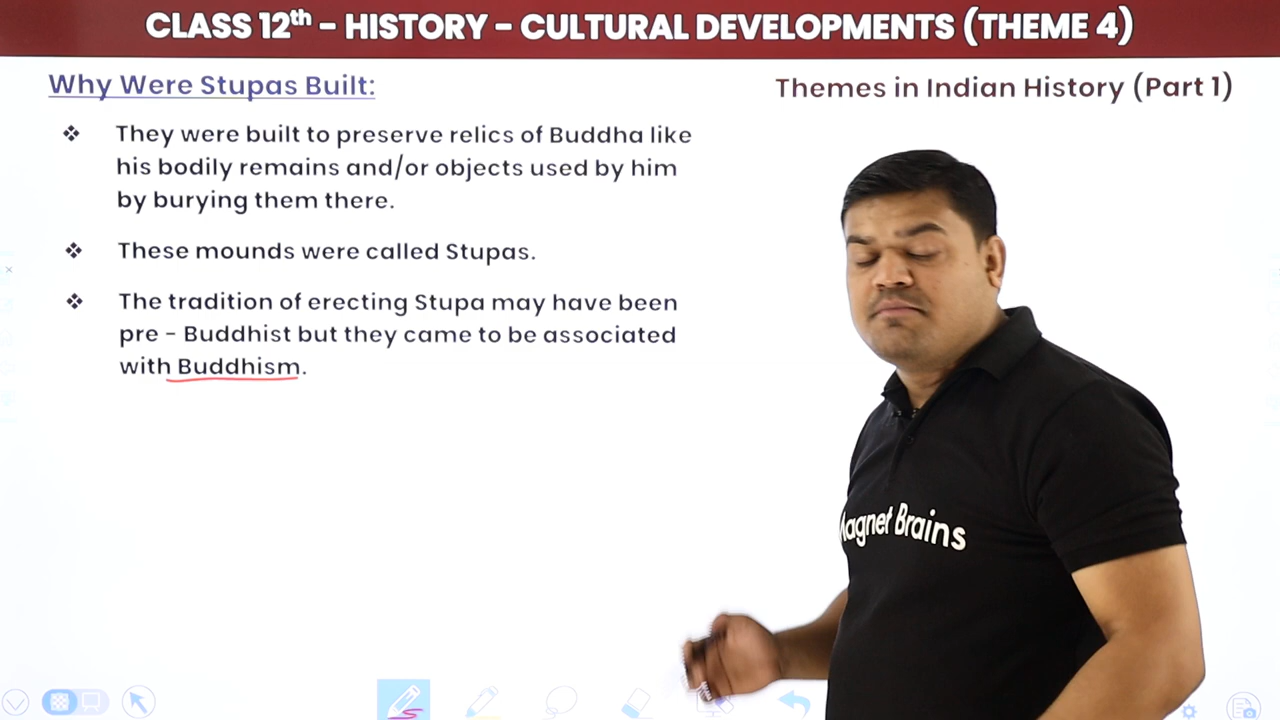 CLASS 12th - HISTORY - CULTURAL DEVELOPMENTS (THEME 4)
Why Were Stupas Built:
Themes in Indian History (Part 1)
❖ They were built to preserve relics of Buddha like
his bodily remains and/or objects used by him
by burying them there.
❖ These mounds were called Stupas.
❖ The tradition of erecting Stupa may have been
pre - Buddhist but they came to be associated
with Buddhism.
Magnet Brains